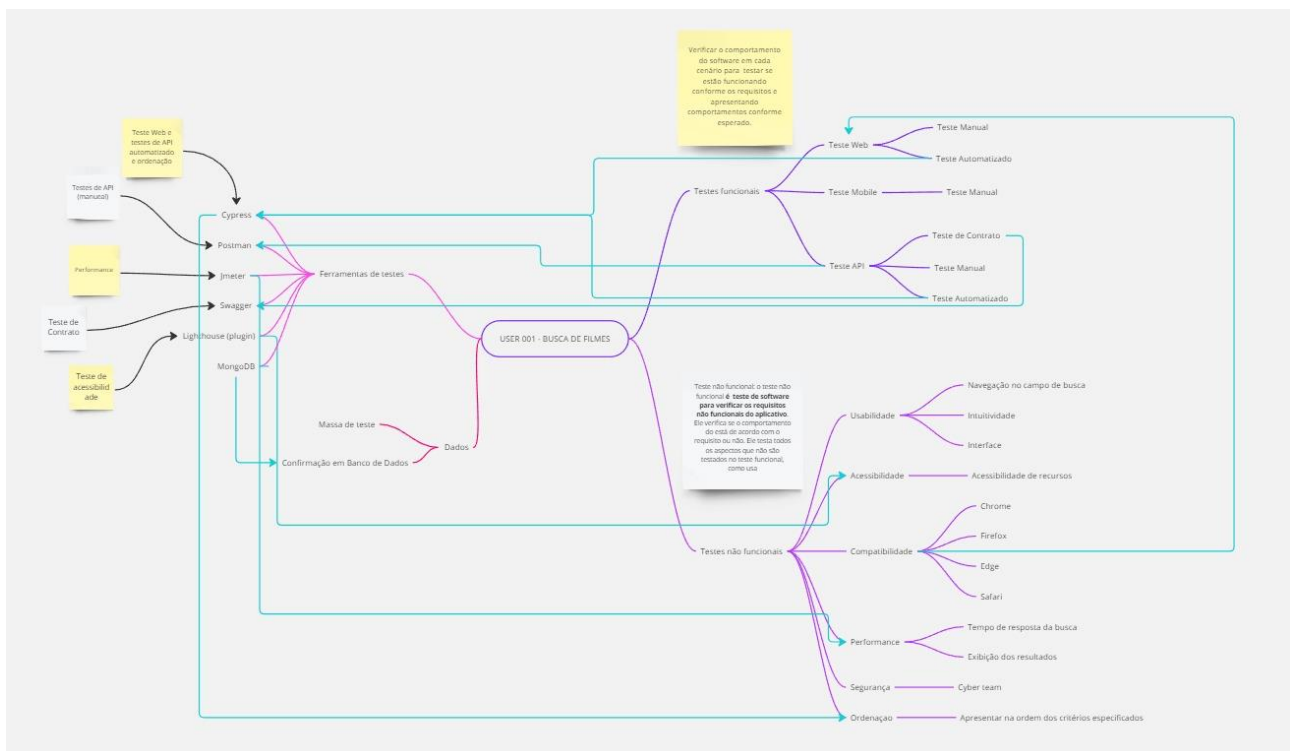 Verificar o comportamento
do software em cada
cenário para testar se
estão funcionando
conforme os requisitos e
apresentando
comportamentos conforme
esperado.
Teste Web e
testes de API
automatizado
e ordenação
Testes de API
(manual)
Performance
Teste de
Contrato
Teste de
acessibilid
ade
Cypress
Postman
Jmeter
Swagger
Lighthouse (plugin)
MongoDB
Ferramentas de testes
USER 001 - BUSCA DE FILMES
Massa de teste
Confirmação em Banco de Dados
Dados
Testes funcionais
Teste Web
Teste Manual
Teste Automatizado
Teste Mobile
Teste Manual
Teste API
Teste de Contrato
Teste Manual
Teste Automatizado
Teste não funcional: o teste não
funcional é teste de software
para verificar os requisitos
não funcionais do aplicativo.
Ele verifica se o comportamento
do está de acordo com o
requisito ou não. Ele testa todos
os aspectos que não são
testados no teste funcional,
como usa
Testes não funcionais
Usabilidade
Navegação no campo de busca
Intuitividade
Interface
Acessibilidade
Acessibilidade de recursos
Compatibilidade
Chrome
Firefox
Edge
Safari
Performance
Tempo de resposta da busca
Exibição dos resultados
Segurança
Cyber team
Ordenaçao
Apresentar na ordem dos critérios especificados